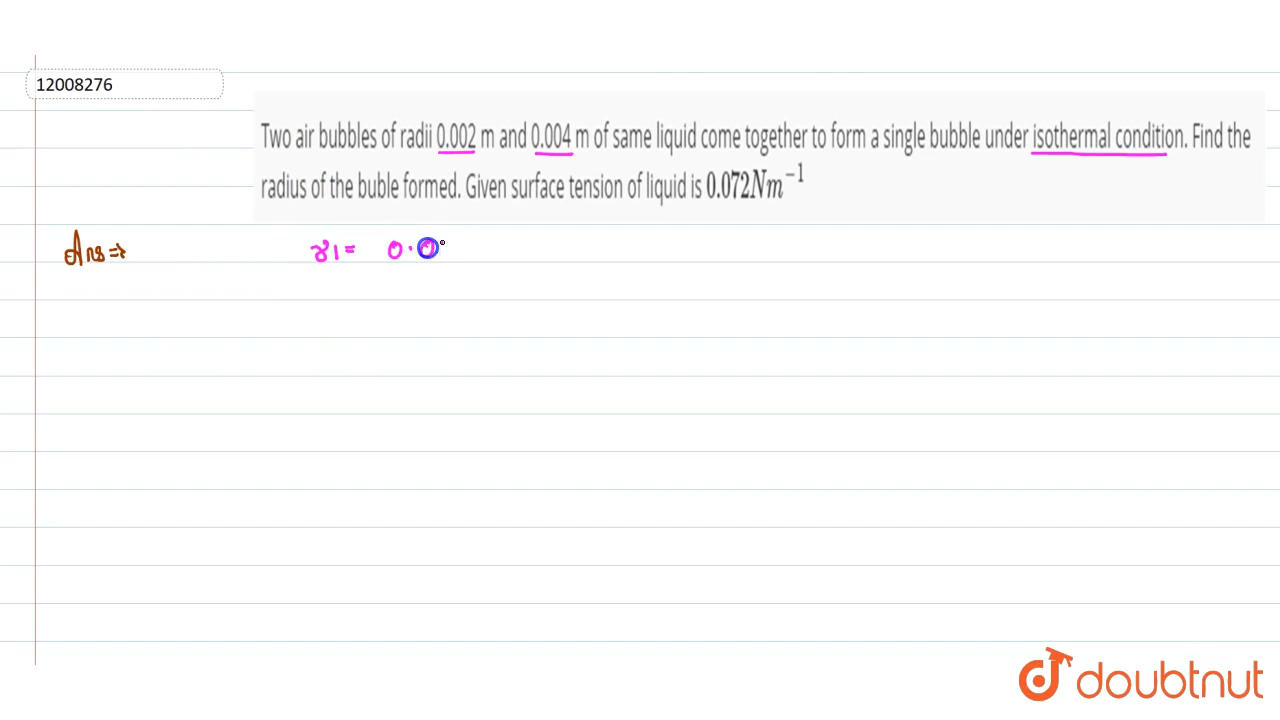 12008276
Two air bubbles of radii 0.002 m and 0.004 m of same liquid come together to form a single bubble under isothermal condition. Find the
radius of the buble formed. Given surface tension of liquid is 0.072Nm⁻¹
Ans ⇒ r1 = 0.0
doubtnut